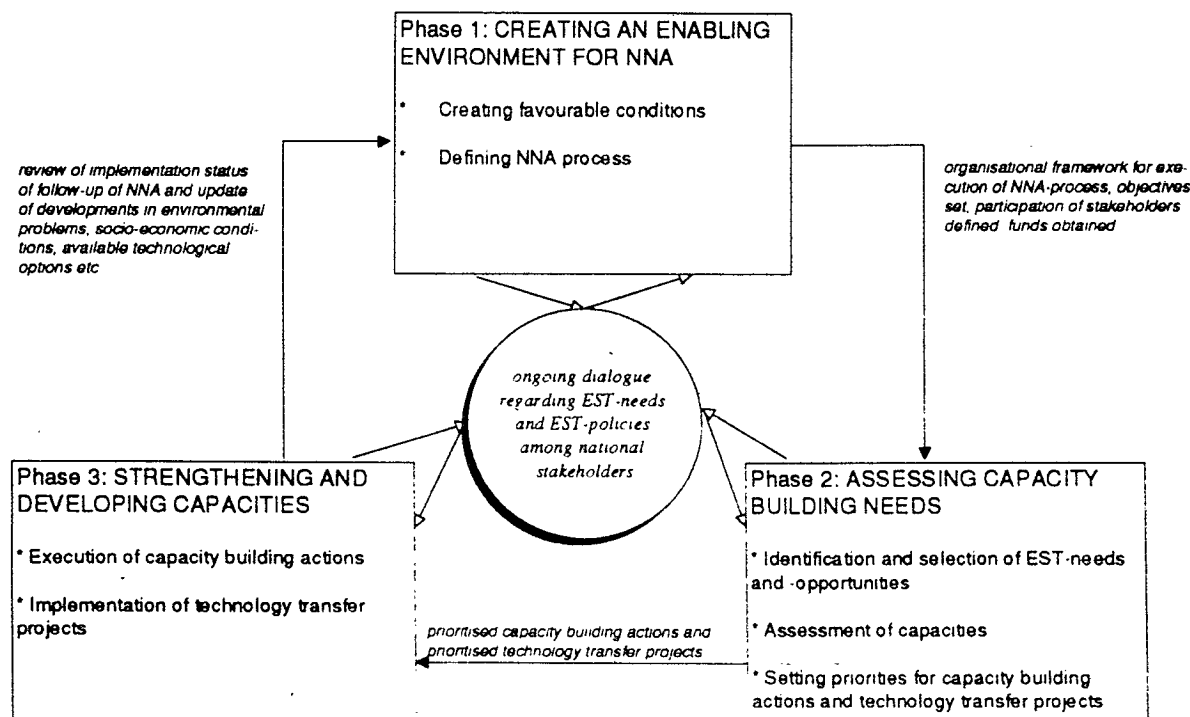 Phase 1: CREATING AN ENABLING
ENVIRONMENT FOR NNA
* Creating favourable conditions
* Defining NNA process
review of implementation status
of follow-up of NNA and update
of developments in environmental
problems, socio-economic condi-
tions, available technological
options etc
organisational framework for exe-
cution of NNA-process, objectives
set, participation of stakeholders
defined funds obtained
ongoing dialogue
regarding EST-needs
and EST-policies
among national
stakeholders
Phase 3: STRENGTHENING AND
DEVELOPING CAPACITIES
* Execution of capacity building actions
* Implementation of technology transfer
projects
prioritised capacity building actions and
prioritised technology transfer projects
Phase 2: ASSESSING CAPACITY
BUILDING NEEDS
* Identification and selection of EST-needs
and -opportunities
* Assessment of capacities
* Setting priorities for capacity building
actions and technology transfer projects